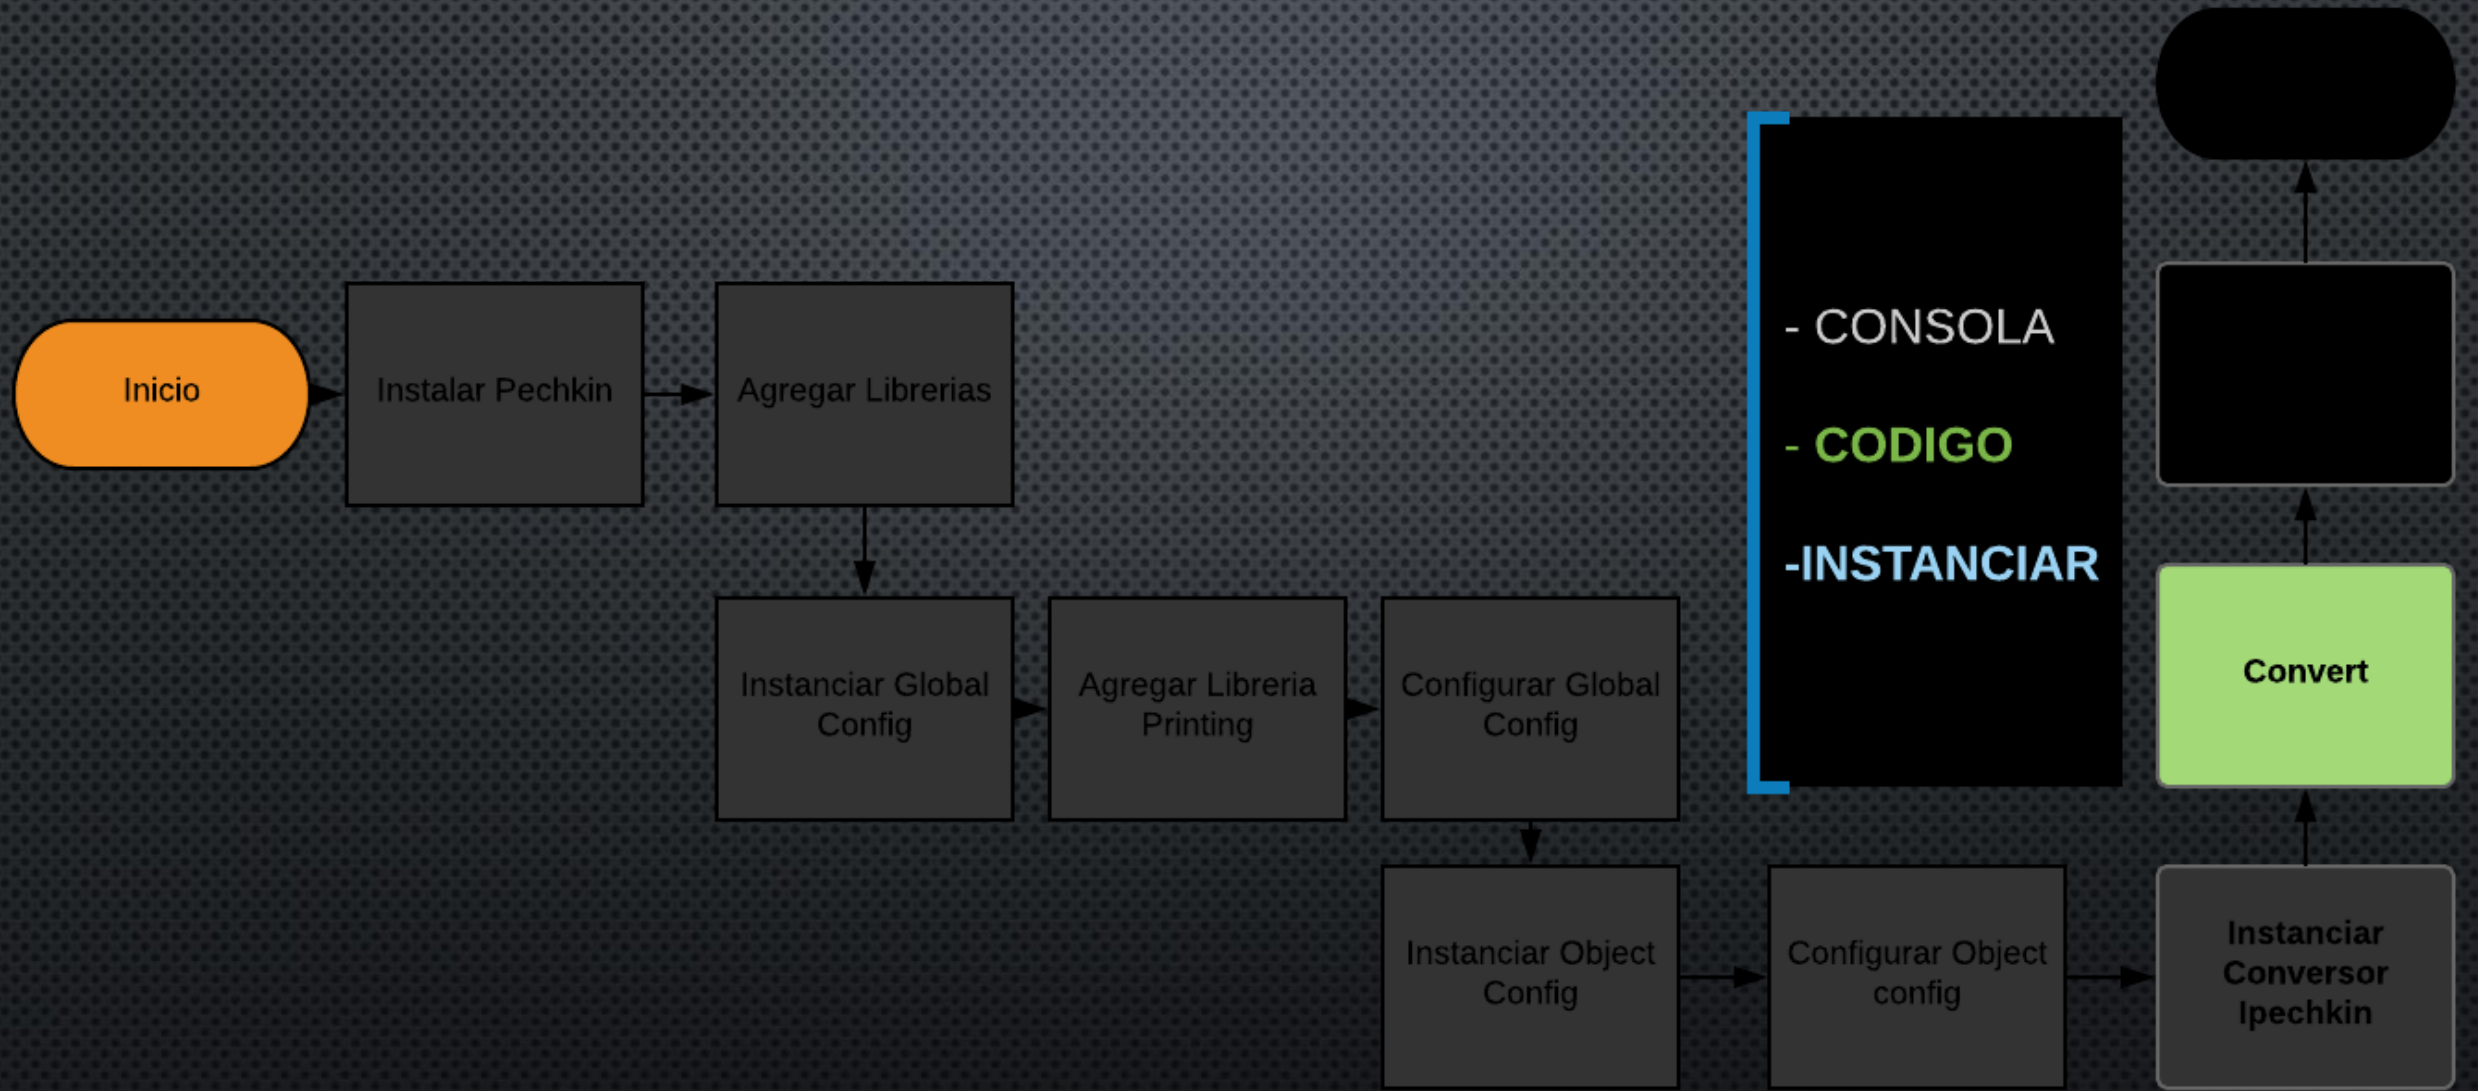 Inicio
Instalar Pechkin
Agregar Librerias
Instanciar Global
Config
Agregar Libreria
Printing
Configurar Global
Config
Instanciar Object
Config
Configurar Object
config
Instanciar
Conversor
Ipechkin
Convert
- CONSOLA
- CODIGO
-INSTANCIAR